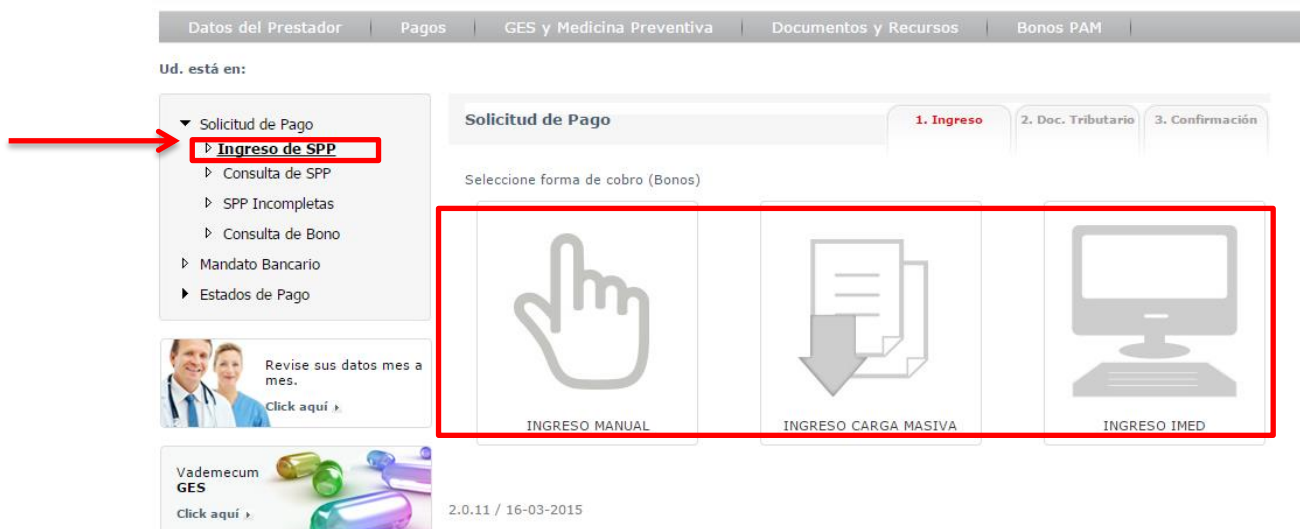 Datos del Prestador Pagos GES y Medicina Preventiva Documentos y Recursos Bonos PAM
Ud. está en:
Solicitud de Pago
Ingreso de SPP
Consulta de SPP
SPP Incompletas
Consulta de Bono
Mandato Bancario
Estados de Pago
Revise sus datos mes a
mes.
Click aquí
Vademecum
GES
Click aquí
Solicitud de Pago
1. Ingreso 2. Doc. Tributario 3. Confirmación
Seleccione forma de cobro (Bonos)
INGRESO MANUAL INGRESO CARGA MASIVA INGRESO IMED
2.0.11 / 16-03-2015